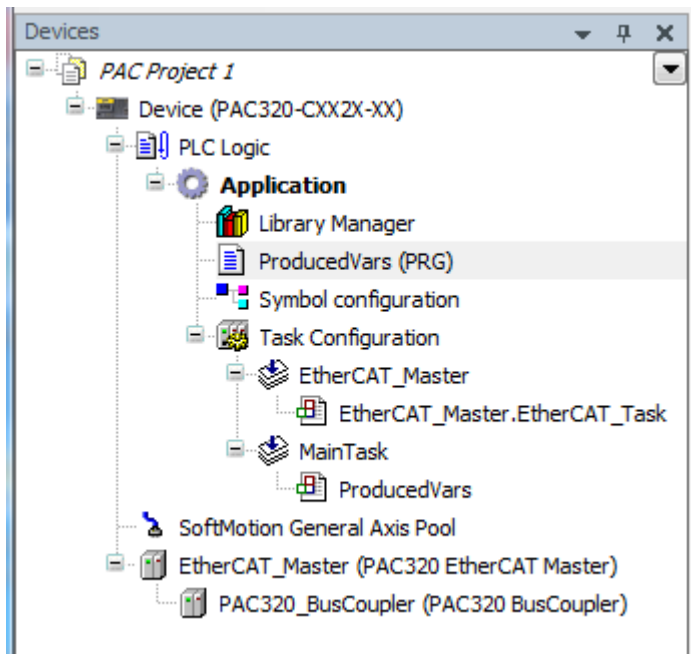 Devices
PAC Project 1
Device (PAC320-CXX2X-XX)
PLC Logic
Application
Library Manager
ProducedVars (PRG)
Symbol configuration
Task Configuration
EtherCAT_Master
EtherCAT_Master.EtherCAT_Task
MainTask
ProducedVars
SoftMotion General Axis Pool
EtherCAT_Master (PAC320 EtherCAT Master)
PAC320_BusCoupler (PAC320 BusCoupler)